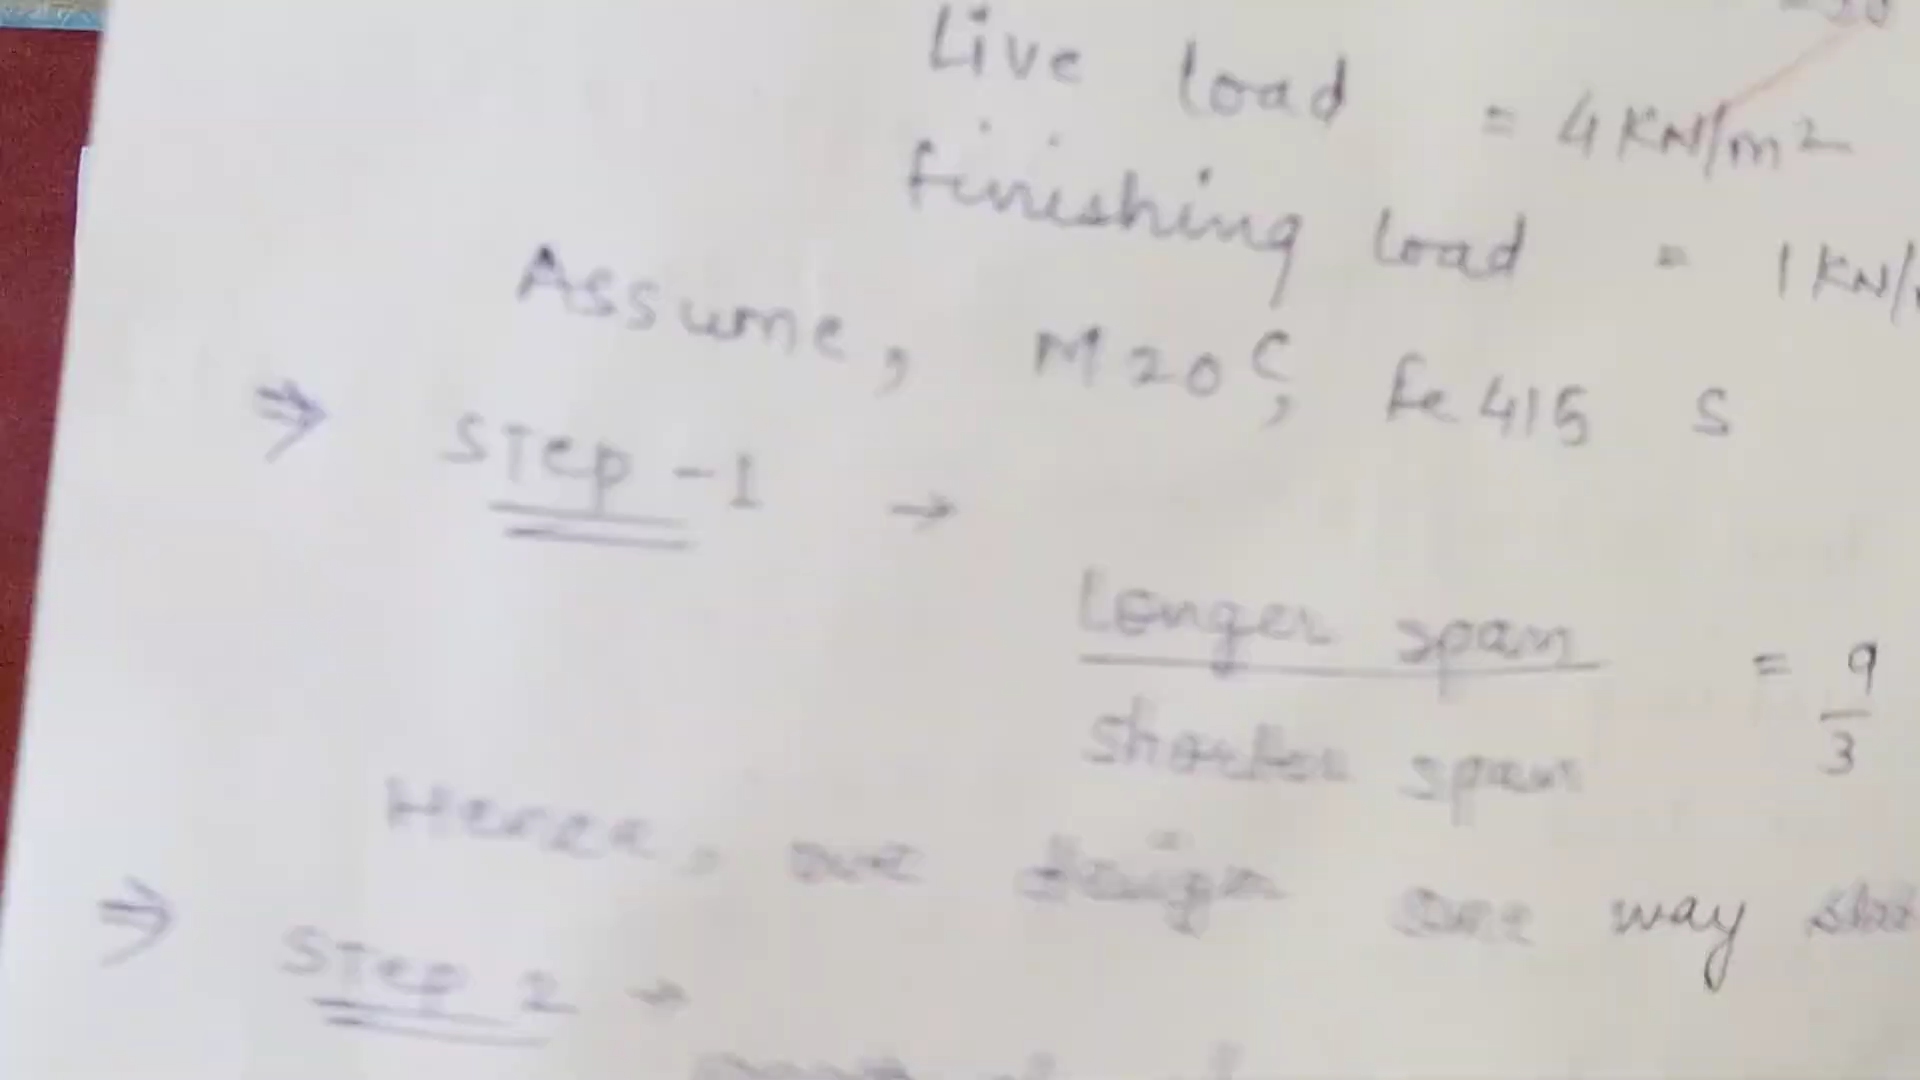 Live load = 4 KN/m2
finishing load = 1 KN/
Assume, M20 C, Fe 415 S
⇒ Step -1 →
Longer span = 9
shorter span 3
Hence, we design one way slab
⇒ Step 2 →